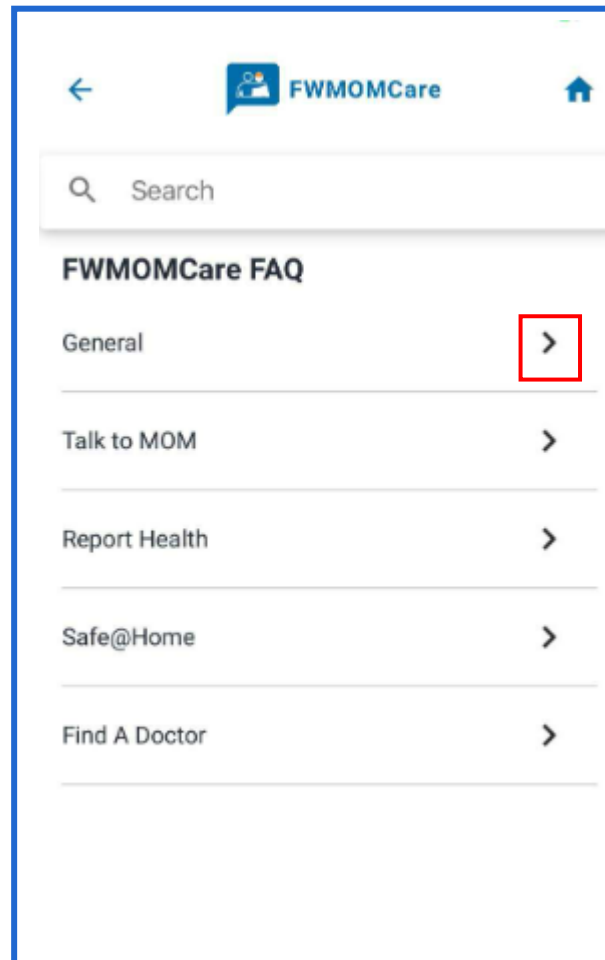 FWMOMCare
Search
FWMOMCare FAQ
General
Talk to MOM
Report Health
Safe@Home
Find A Doctor